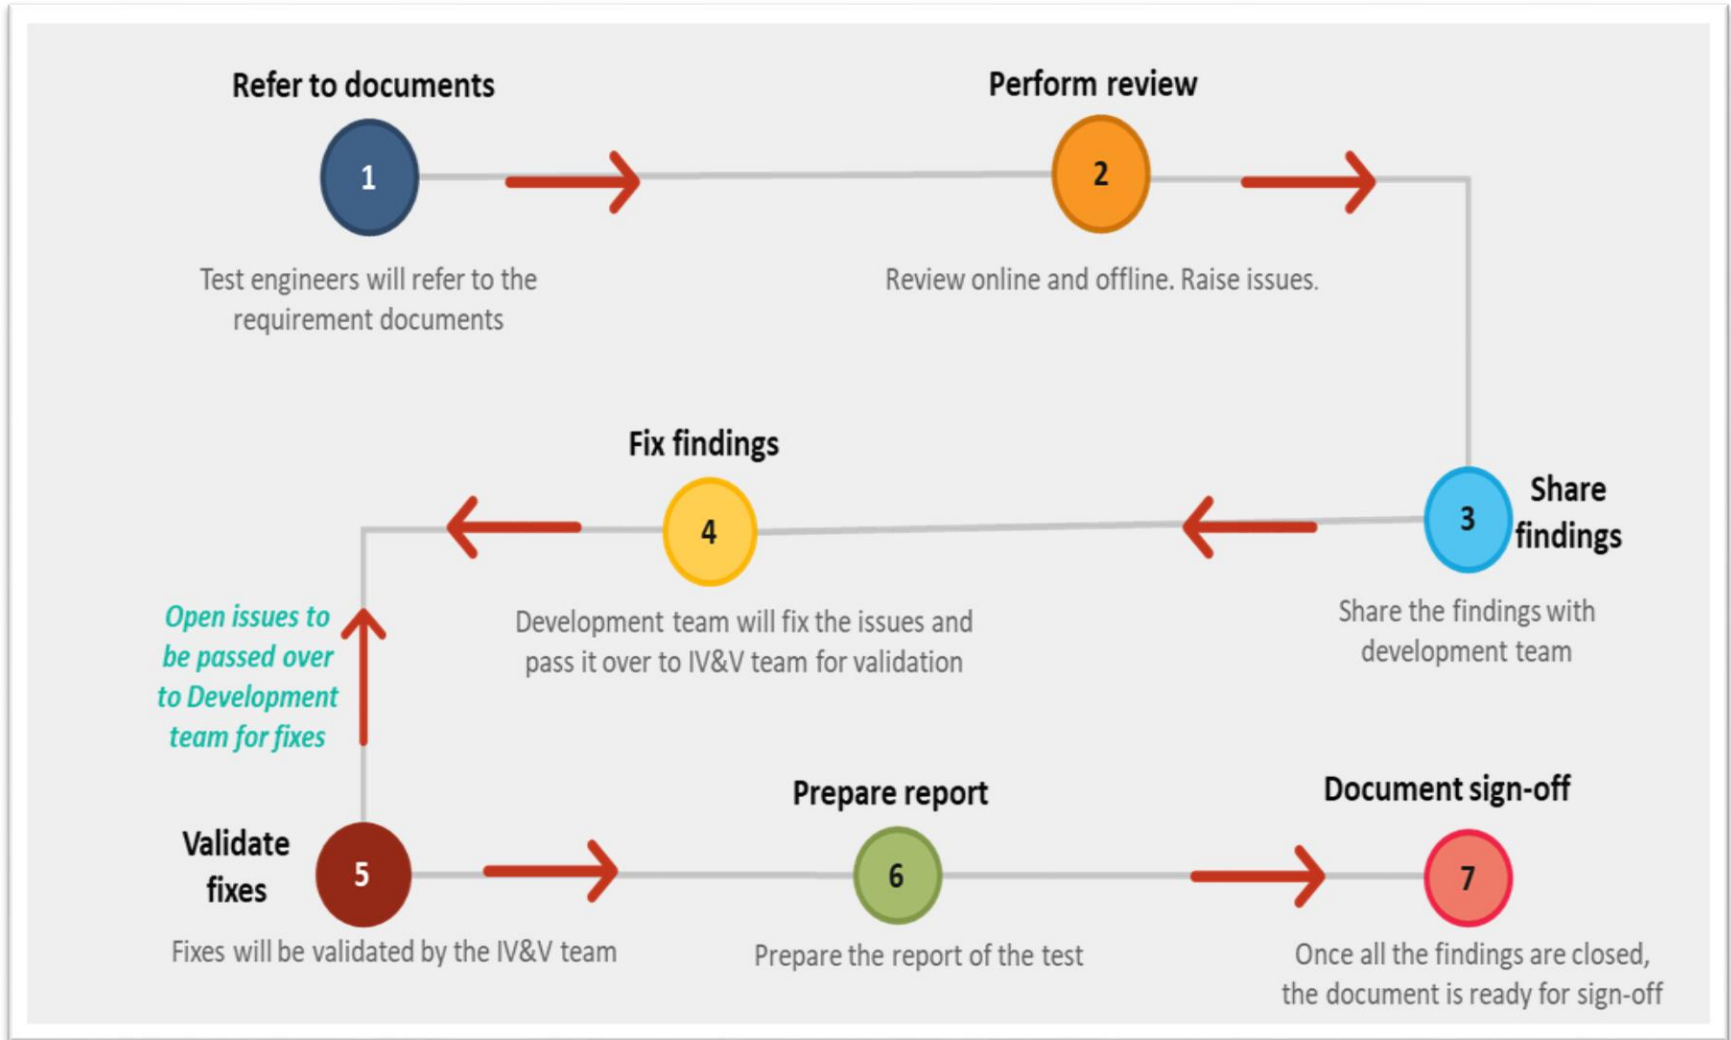 Refer to documents
1
Test engineers will refer to the
requirement documents
Perform review
2
Review online and offline. Raise issues.
Share
findings
3
Share the findings with
development team
Fix findings
4
Development team will fix the issues and
pass it over to IV&V team for validation
Open issues to
be passed over
to Development
team for fixes
Validate
fixes
5
Fixes will be validated by the IV&V team
Prepare report
6
Prepare the report of the test
Document sign-off
7
Once all the findings are closed,
the document is ready for sign-off